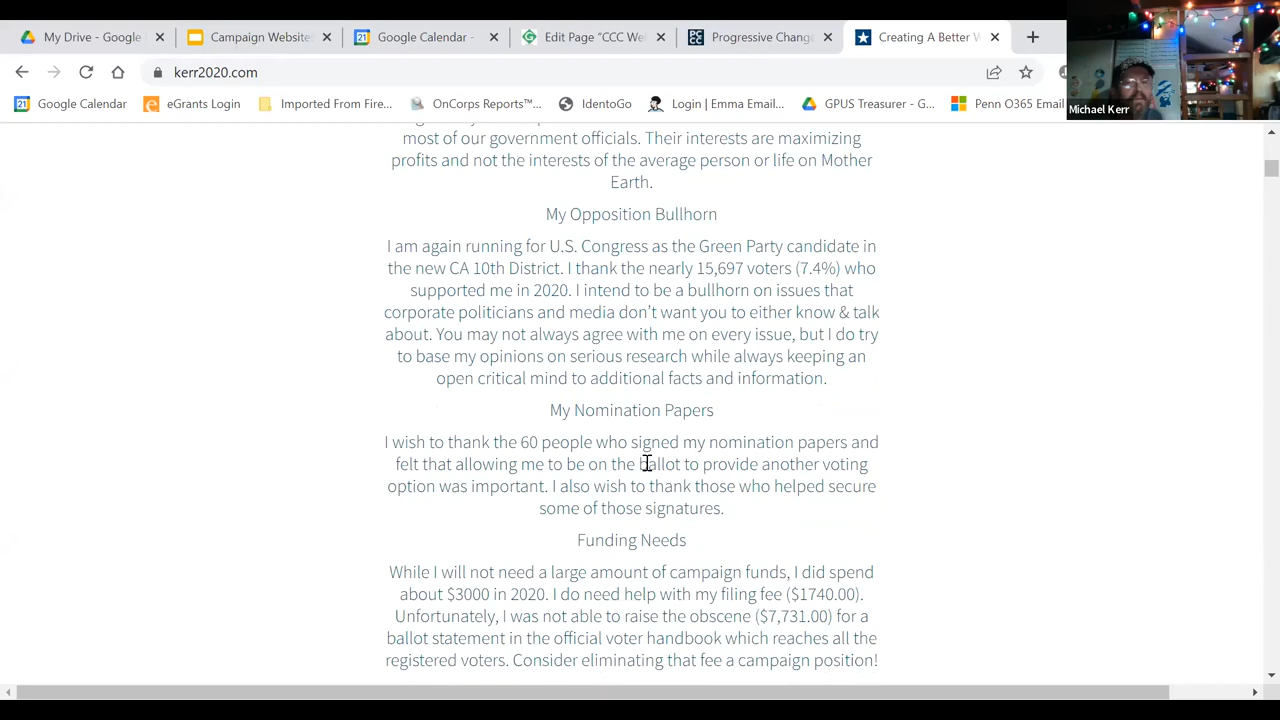 My Drive - Google
Campaign Website
Google Calendar
Edit Page “CCC We
Progressive Chang
Creating A Better W
kerr2020.com
Google Calendar
eGrants Login
Imported From Fire...
OnCorps Reports™...
IdentoGo
Login | Emma Email...
GPUS Treasurer - G...
Penn O365 Email
Michael Kerr
most of our government officials. Their interests are maximizing
profits and not the interests of the average person or life on Mother
Earth.
My Opposition Bullhorn
I am again running for U.S. Congress as the Green Party candidate in
the new CA 10th District. I thank the nearly 15,697 voters (7.4%) who
supported me in 2020. I intend to be a bullhorn on issues that
corporate politicians and media don’t want you to either know & talk
about. You may not always agree with me on every issue, but I do try
to base my opinions on serious research while always keeping an
open critical mind to additional facts and information.
My Nomination Papers
I wish to thank the 60 people who signed my nomination papers and
felt that allowing me to be on the ballot to provide another voting
option was important. I also wish to thank those who helped secure
some of those signatures.
Funding Needs
While I will not need a large amount of campaign funds, I did spend
about $3000 in 2020. I do need help with my filing fee ($1740.00).
Unfortunately, I was not able to raise the obscene ($7,731.00) for a
ballot statement in the official voter handbook which reaches all the
registered voters. Consider eliminating that fee a campaign position!